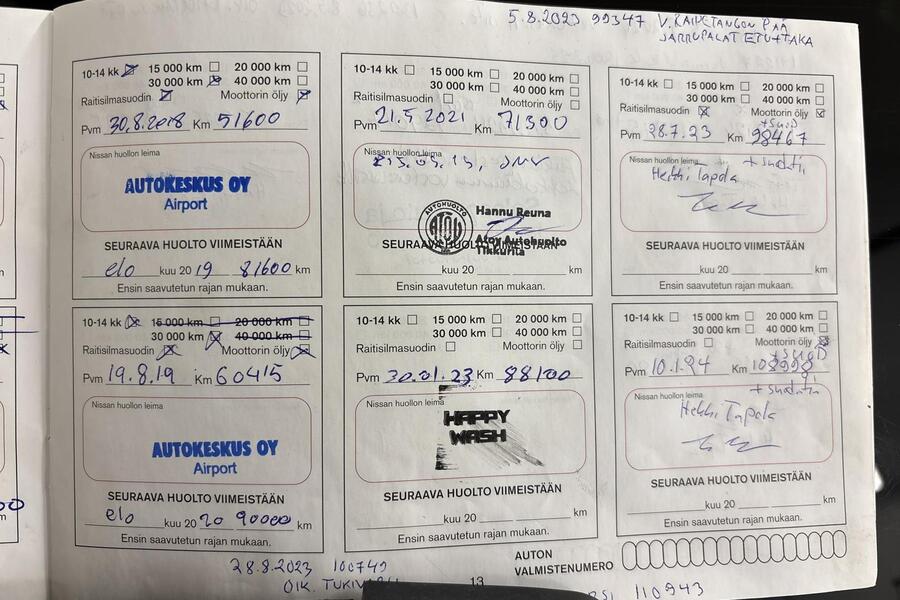 5.8.2023 99347 V. RAIDETANGON PÄÄ
JARRUPALAT ETU+TAKA
10-14 kk 15 000 km 20 000 km
30 000 km 40 000 km
Raitisilmasuodin Moottorin öljy
Pvm 30.8.2018 Km 51600
Nissan huollon leima
AUTOKESKUS OY
Airport
SEURAAVA HUOLTO VIIMEISTÄÄN
elo kuu 20 19 81600 km
Ensin saavutetun rajan mukaan.
10-14 kk 15 000 km 20 000 km
30 000 km 40 000 km
Raitisilmasuodin Moottorin öljy
Pvm 19.8.19 Km 60415
Nissan huollon leima
AUTOKESKUS OY
Airport
SEURAAVA HUOLTO VIIMEISTÄÄN
elo kuu 20 20 90000 km
Ensin saavutetun rajan mukaan.
10-14 kk 15 000 km 20 000 km
30 000 km 40 000 km
Raitisilmasuodin Moottorin öljy
Pvm 21.5 2021 Km 71300
Nissan huollon leima
AUTOHUOLTO
ATOY
Hannu Reuna
Atoy Autohuolto
Tikkurila
SEURAAVA HUOLTO VIIMEISTÄÄN
kuu 20 km
Ensin saavutetun rajan mukaan.
10-14 kk 15 000 km 20 000 km
30 000 km 40 000 km
Raitisilmasuodin Moottorin öljy
Pvm 30.01.23 Km 88100
Nissan huollon leima
HAPPY
WASH
SEURAAVA HUOLTO VIIMEISTÄÄN
kuu 20 km
Ensin saavutetun rajan mukaan.
10-14 kk 15 000 km 20 000 km
30 000 km 40 000 km
Raitisilmasuodin Moottorin öljy
Pvm 28.7.23 Km 98467
Nissan huollon leima
Heikki Tapola
SEURAAVA HUOLTO VIIMEISTÄÄN
kuu 20 km
Ensin saavutetun rajan mukaan.
10-14 kk 15 000 km 20 000 km
30 000 km 40 000 km
Raitisilmasuodin Moottorin öljy
Pvm 10.1.24 Km
Nissan huollon leima
Heikki Tapola
SEURAAVA HUOLTO VIIMEISTÄÄN
kuu 20 km
Ensin saavutetun rajan mukaan.
AUTON
VALMISTENUMERO
28.8.2023 100749
OIK.
13
110943